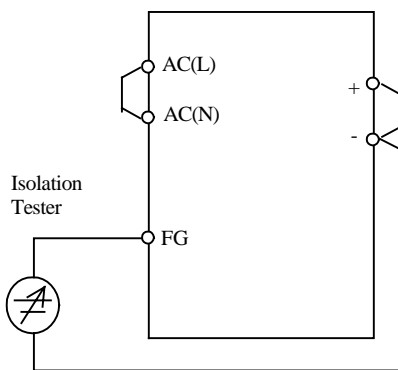 AC(L)
+
AC(N)
-
Isolation
Tester
FG